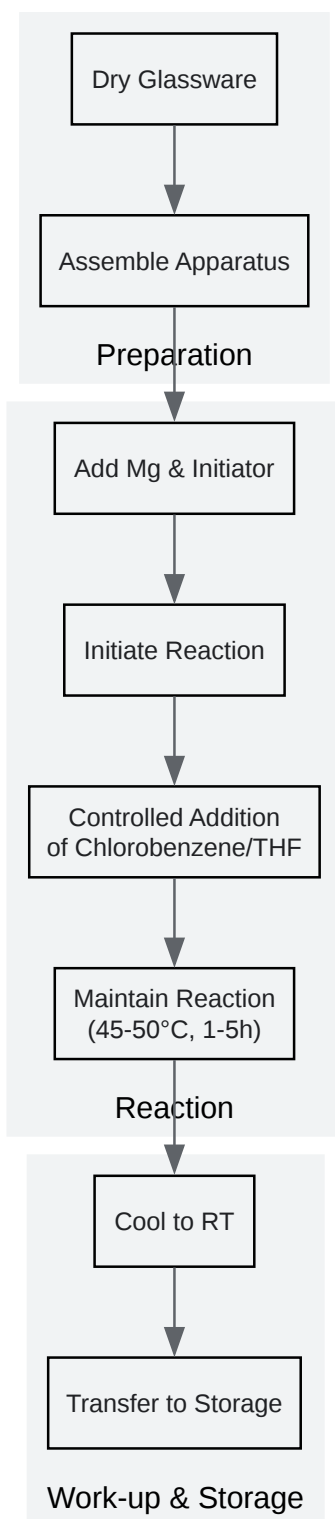 Dry Glassware
Assemble Apparatus
Preparation
Add Mg & Initiator
Initiate Reaction
Controlled Addition
of Chlorobenzene/THF
Maintain Reaction
(45-50°C, 1-5h)
Reaction
Cool to RT
Transfer to Storage
Work-up & Storage